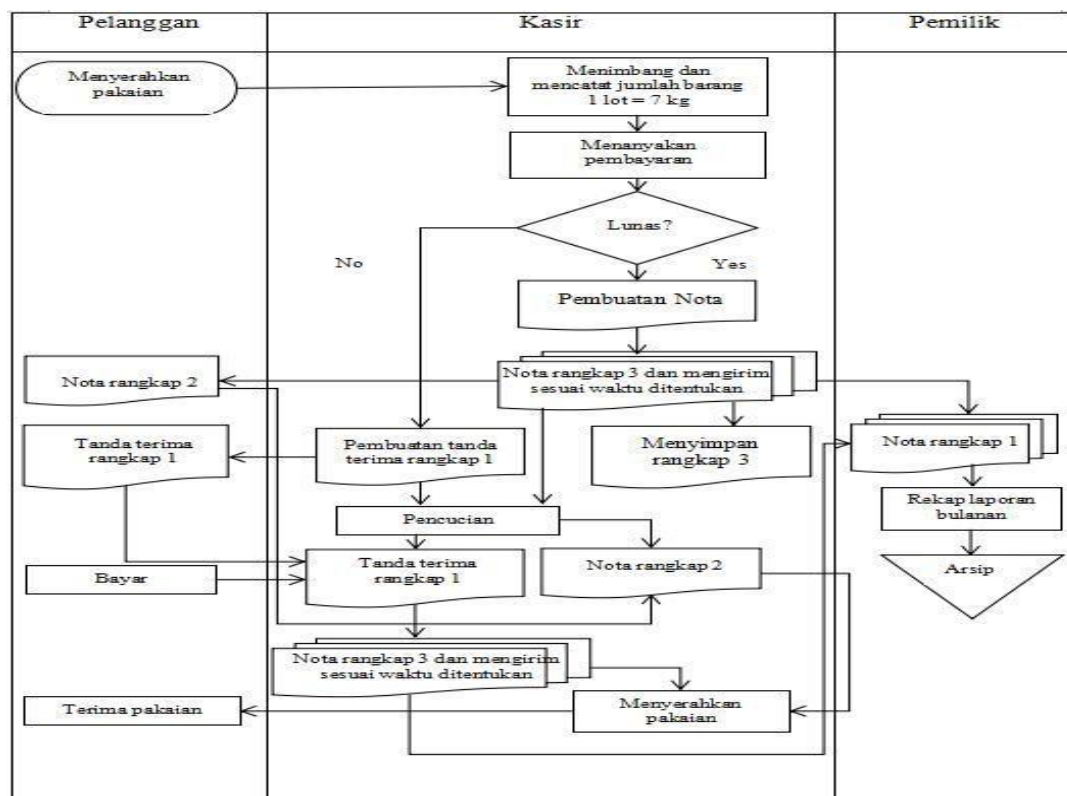 Pelanggan
Kasir
Pemilik
Menyerahkan
pakaian
Menimbang dan
mencatat jumlah barang
1 lot = 7 kg
Menanyakan
pembayaran
Lunas?
No
Yes
Pembuatan Nota
Nota rangkap 2
Nota rangkap 3 dan mengirim
sesuai waktu ditentukan
Tanda terima
rangkap 1
Pembuatan tanda
terima rangkap 1
Menyimpan
rangkap 3
Nota rangkap 1
Rekap laporan
bulanan
Pencucian
Bayar
Tanda terima
rangkap 1
Nota rangkap 2
Arsip
Nota rangkap 3 dan mengirim
sesuai waktu ditentukan
Terima pakaian
Menyerahkan
pakaian